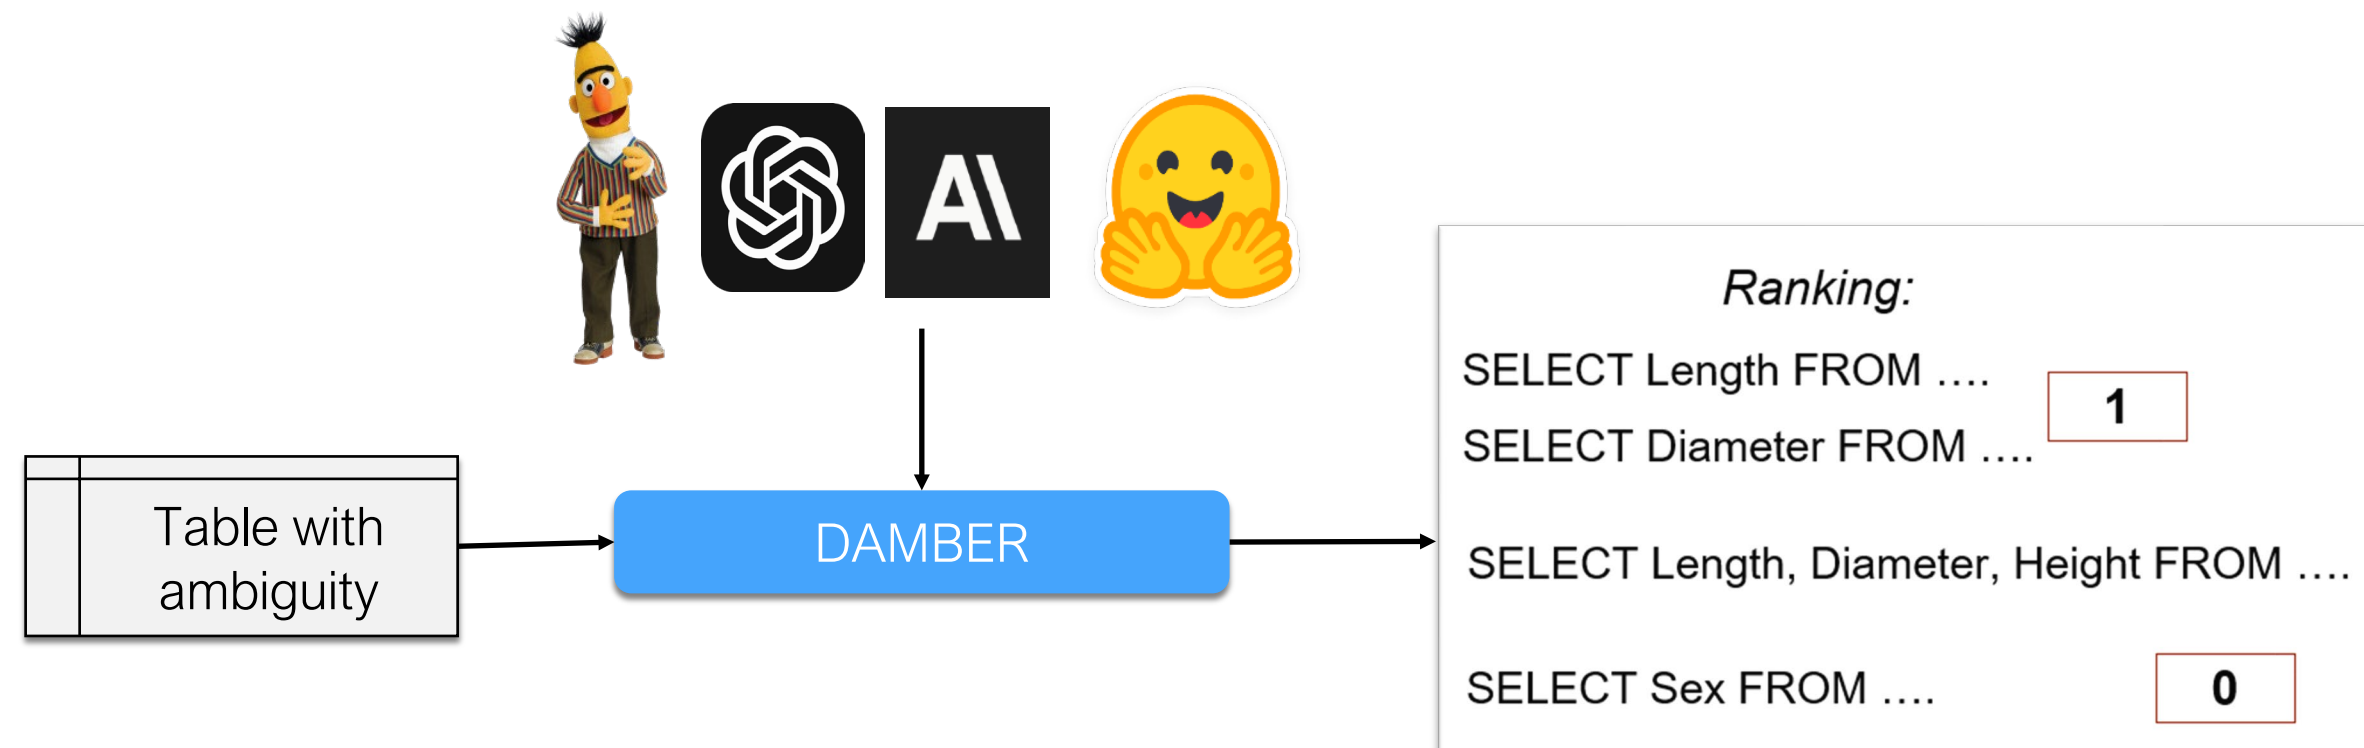 AI
Table with
ambiguity
DAMBER
Ranking:
SELECT Length FROM ....
1
SELECT Diameter FROM ....
SELECT Length, Diameter, Height FROM ....
SELECT Sex FROM ....
0